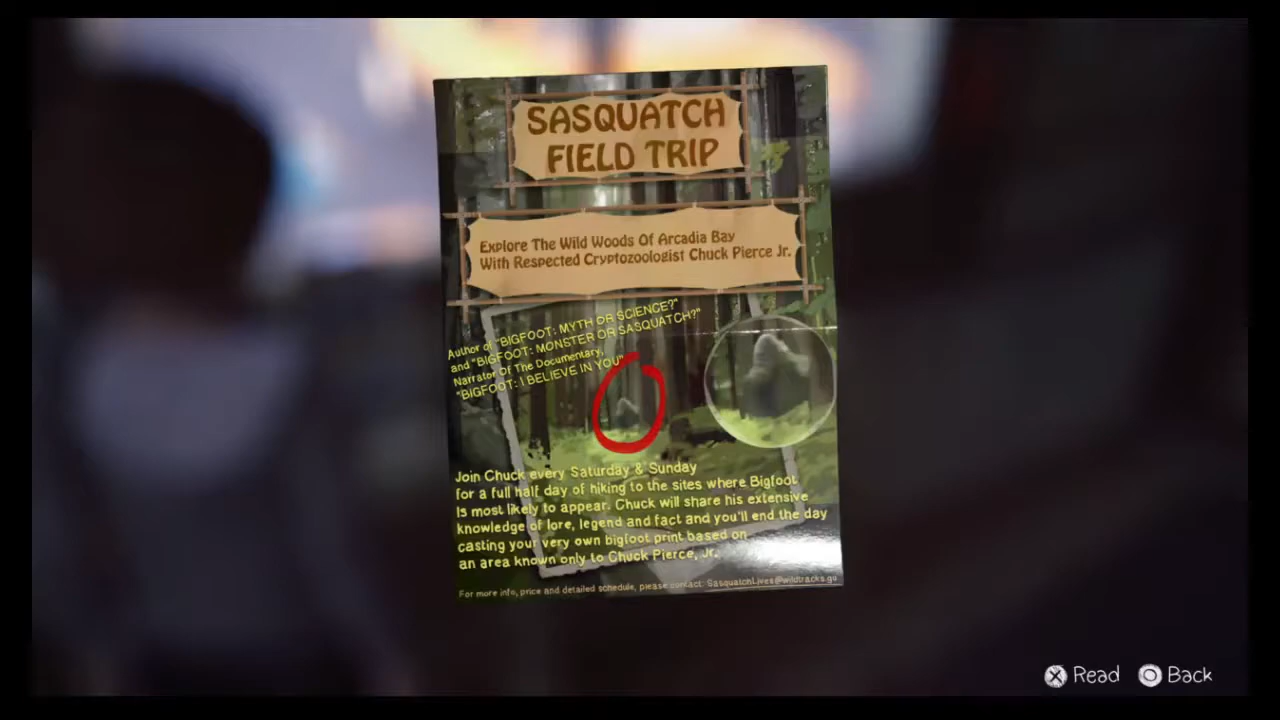 SASQUATCH
FIELD TRIP
Explore The Wild Woods Of Arcadia Bay
With Respected Cryptozoologist Chuck Pierce Jr.
Author of "BIGFOOT: MYTH OR SCIENCE?"
and "BIGFOOT: MONSTER OR SASQUATCH?"
Narrator Of The Documentary,
"BIGFOOT: I BELIEVE IN YOU"
Join Chuck every Saturday & Sunday
for a full half day of hiking to the sites where Bigfoot
is most likely to appear. Chuck will share his extensive
knowledge of lore, legend and fact and you'll end the day
casting your very own bigfoot print based on
an area known only to Chuck Pierce, Jr.
For more info, price and detailed schedule, please contact: SasquatchLives@wildtracks.gu
Read
Back